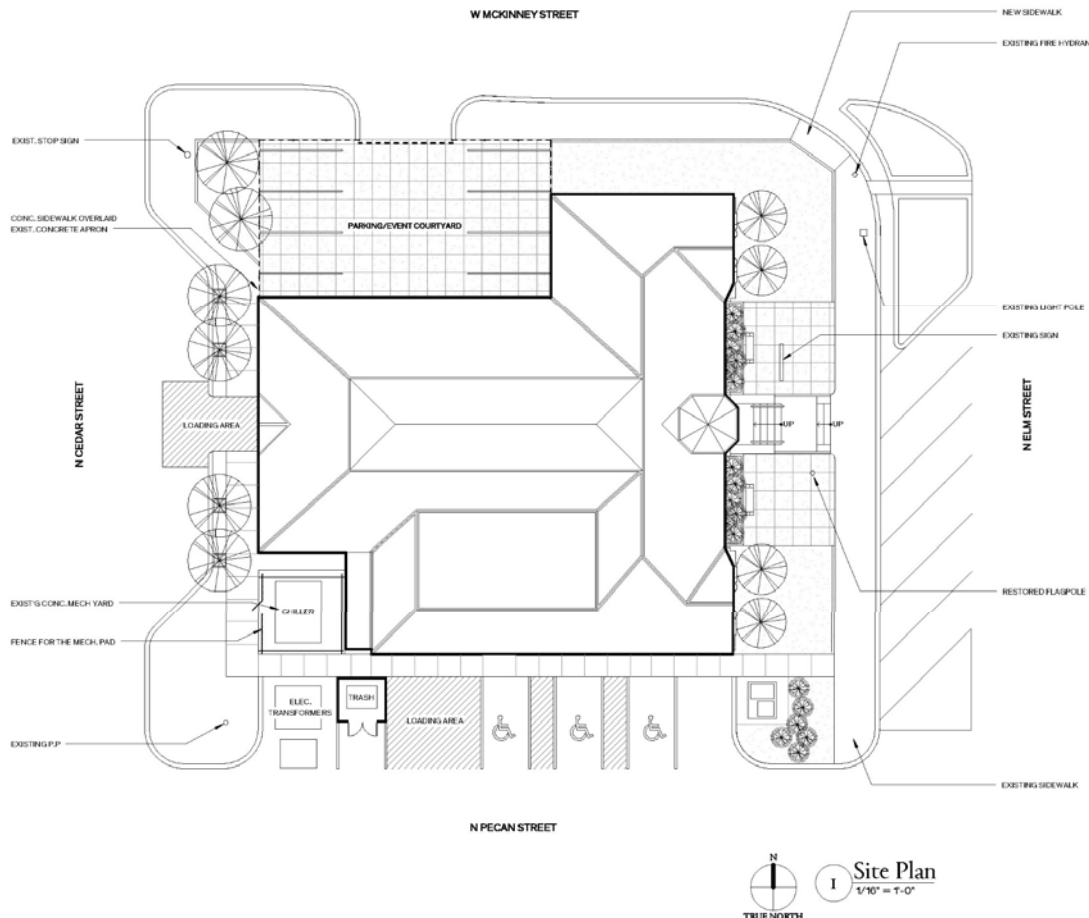 W MCKINNEY STREET
NEW SIDEWALK
EXISTING FIRE HYDRAN
EXIST. STOP SIGN
CONC. SIDEWALK OVERLAID
EXIST. CONCRETE APRON
PARKING/EVENT COURTYARD
EXISTING LIGHT POLE
EXISTING SIGN
N CEDAR STREET
LOADING AREA
UP
UP
N ELM STREET
EXIST'G CONC. MECH YARD
CHILLER
RESTORED FLAGPOLE
FENCE FOR THE MECH. PAD
ELEC.
TRANSFORMERS
TRASH
LOADING AREA
EXISTING P.P
EXISTING SIDEWALK
N PECAN STREET
N
TRUE NORTH
1
Site Plan
1/16" = 1'-0"